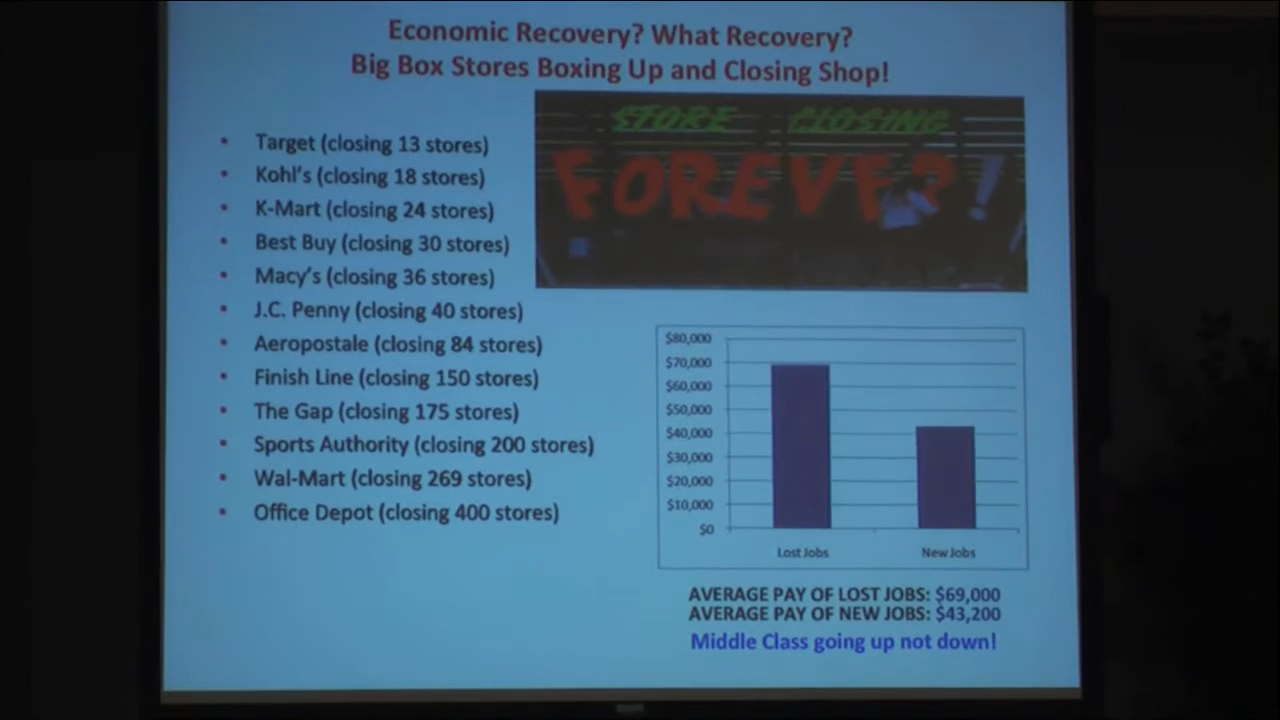 Economic Recovery? What Recovery?
Big Box Stores Boxing Up and Closing Shop!
• Target (closing 13 stores)
• Kohl's (closing 18 stores)
• K-Mart (closing 24 stores)
• Best Buy (closing 30 stores)
• Macy's (closing 36 stores)
• J.C. Penny (closing 40 stores)
• Aeropostale (closing 84 stores)
• Finish Line (closing 150 stores)
• The Gap (closing 175 stores)
• Sports Authority (closing 200 stores)
• Wal-Mart (closing 269 stores)
• Office Depot (closing 400 stores)
STORE CLOSING
$80,000
$70,000
$60,000
$50,000
$40,000
$30,000
$20,000
$10,000
$0
Lost Jobs New Jobs
AVERAGE PAY OF LOST JOBS: $69,000
AVERAGE PAY OF NEW JOBS: $43,200
Middle Class going up not down!